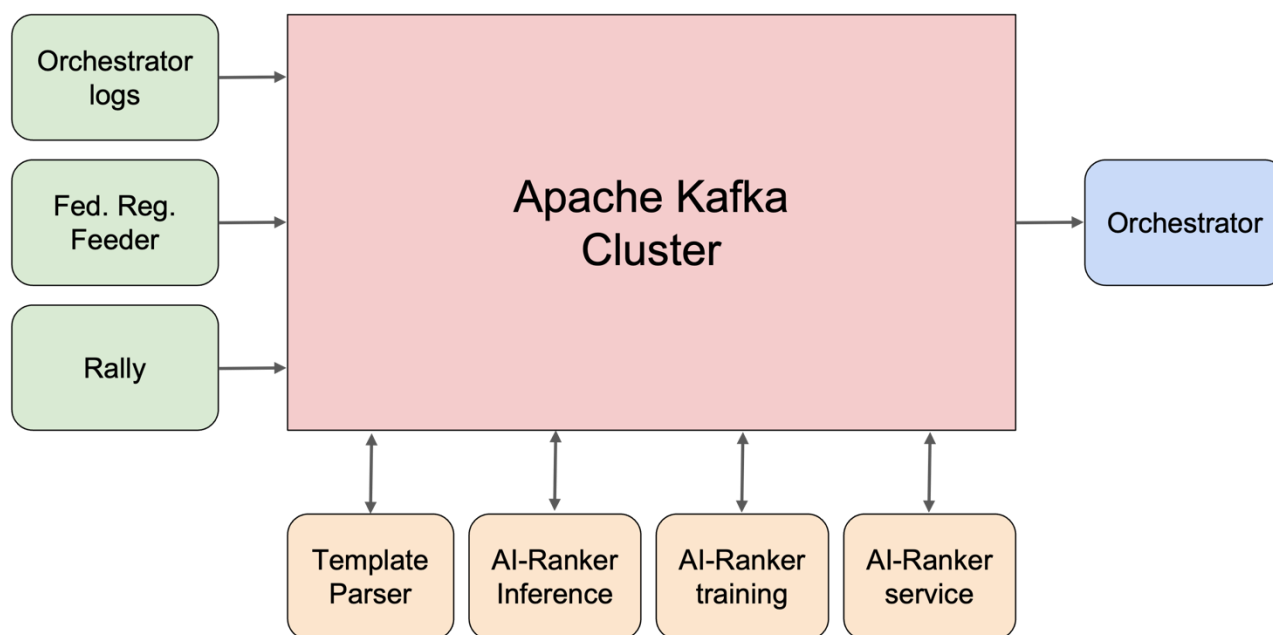 Orchestrator
logs
Fed. Reg.
Feeder
Rally
Apache Kafka
Cluster
Orchestrator
Template
Parser
AI-Ranker
Inference
AI-Ranker
training
AI-Ranker
service